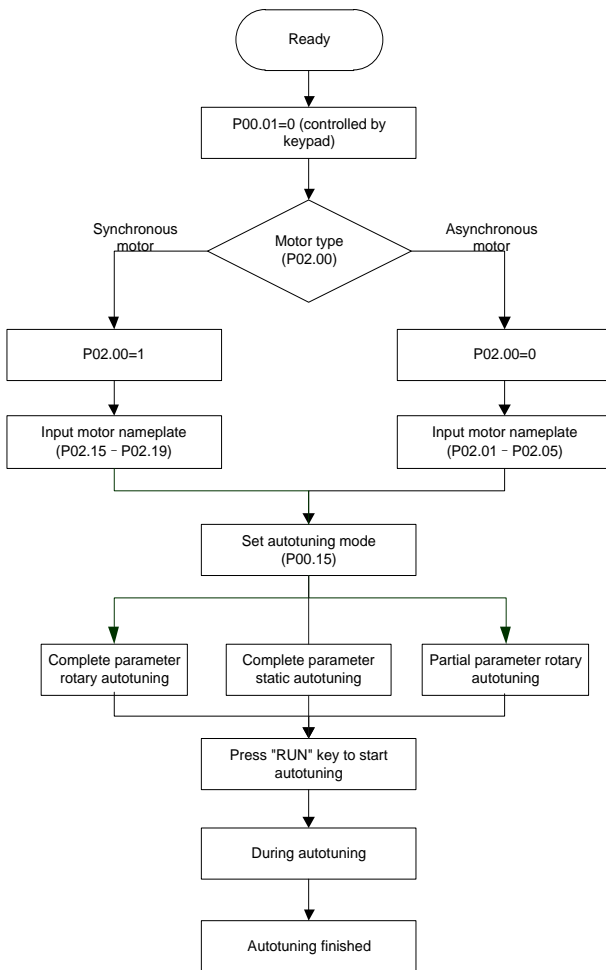 Ready
P00.01=0 (controlled by
keypad)
Synchronous
motor
Motor type
(P02.00)
Asynchronous
motor
P02.00=1
P02.00=0
Input motor nameplate
(P02.15﹣P02.19)
Input motor nameplate
(P02.01﹣P02.05)
Set autotuning mode
(P00.15)
Complete parameter
rotary autotuning
Complete parameter
static autotuning
Partial parameter rotary
autotuning
Press "RUN" key to start
autotuning
During autotuning
Autotuning finished